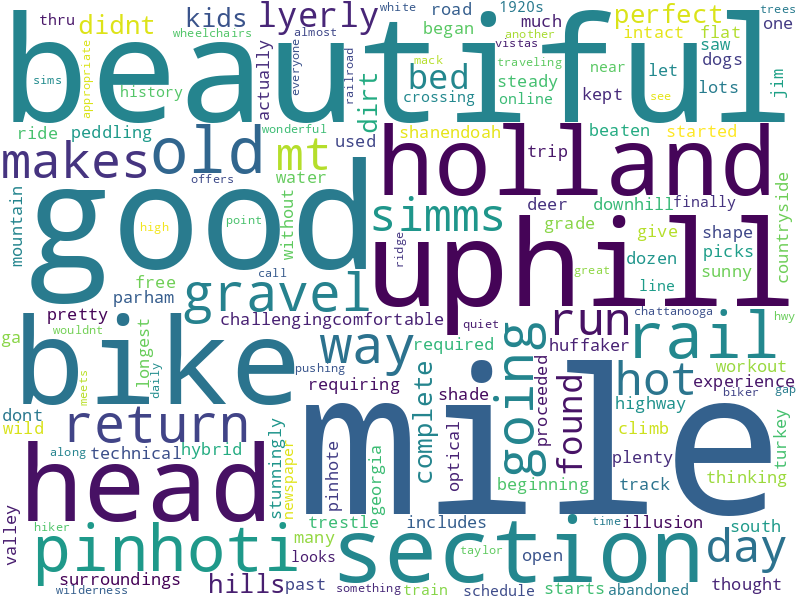 white
1920s
trees
thru
didnt
kids
lyerly
road
perfect
wheelchairs
began
much
intact
flat
one
beautiful
appropriate
actually
everyone
almost
railroad
dirt
mack
another
vistas
saw
dogs
bed
traveling
steady
near
let
jim
sims
history
crossing
online
kept
see
lots
ride
peddling
wonderful
used
shanendoah
beaten
started
makes
old
mt
holland
trip
offers
water
deer
downhill
finally
countryside
mountain
good
high
point
without
simms
grade
give
shape
dozen
picks
uphill
ridge
line
sunny
great
call
free
gravel
parham
pretty
challengingcomfortable
run
chattanooga
hwy
wouldnt
quiet
ga
longest
bike
way
required
huffaker
rail
going
workout
meets
daily
pushing
requiring
shade
proceeded
hot
experience
biker
gap
dont
return
complete
found
highway
wild
along
technical
hybrid
stunningly
mile
optical
climb
turkey
head
newspaper
pinhote
georgia
plenty
thinking
beginning
track
valley
hiker
trestle
includes
time
illusion
south
pinhoti
many
looks
section
taylor
open
day
surroundings
hills
past
something
train
schedule
starts
abandoned
thought
wilderness